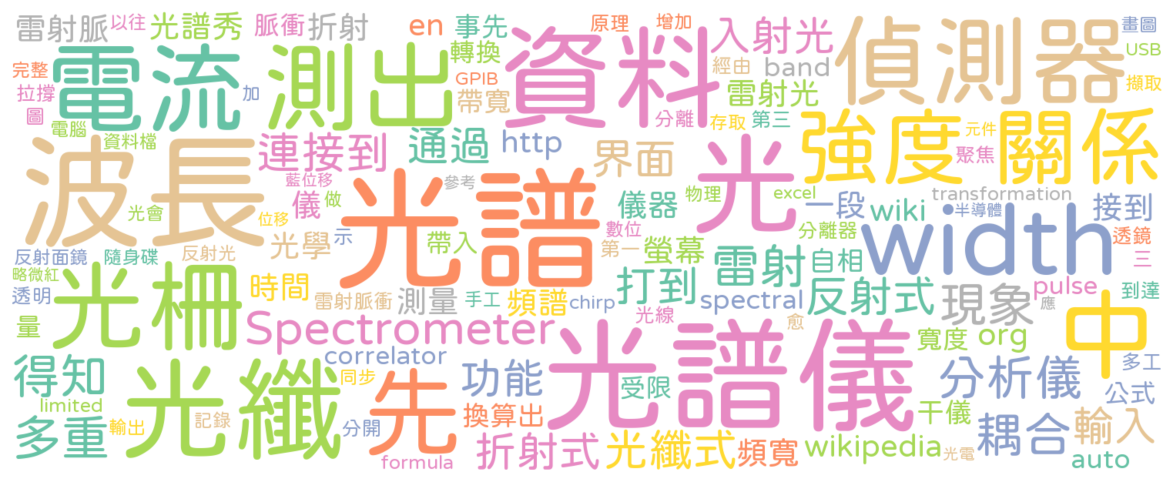 雷射脈 以往 光譜秀 脈衝 折射 en 事先 原理 增加 入射光 畫圖
電流 測出 資料 偵測器
轉換 USB
完整 GPIB 經由 band
拉撐 加 帶寬 雷射光 擷取
圖 電腦 分離 存取 第三 強度 關係 元件
資料檔 連接到 通過 http 界面 光 聚焦
波長 藍位移 參考 物理 excel transformation
光譜 儀 做 儀器 一段 wiki 半導體 接到
光會 位移 數位 分離器 width
光學 示 帶入 第一 螢幕 透鏡
反射面鏡 隨身碟 反射光 雷射 自相 三
略微紅 光柵 時間 打到 反射式 現象 pulse 到達
透明 雷射脈衝 測量 手工 頻譜 chirp spectral 應
量 Spectrometer 光線 愈 寬度 org 中
光纖 correlator 光譜儀
得知 同步 先 功能 受限 分析儀 多工
limited 換算出 干儀 公式
多重 輸出 記錄 分開 折射式 光纖式 頻寬 wikipedia 耦合 輸入
formula 光電 auto